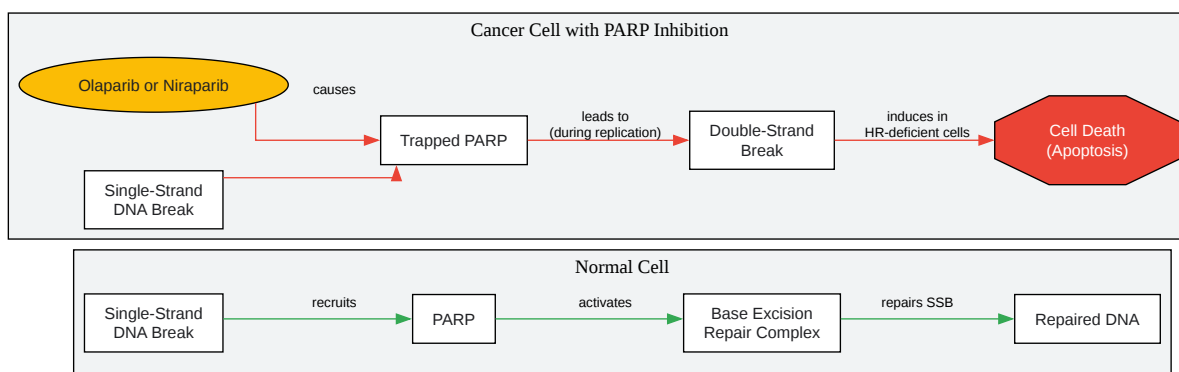 Cancer Cell with PARP Inhibition
Olaparib or Niraparib
causes
Single-Strand
DNA Break
Trapped PARP
leads to
(during replication)
Double-Strand
Break
induces in
HR-deficient cells
Cell Death
(Apoptosis)
Normal Cell
Single-Strand
DNA Break
recruits
PARP
activates
Base Excision
Repair Complex
repairs SSB
Repaired DNA